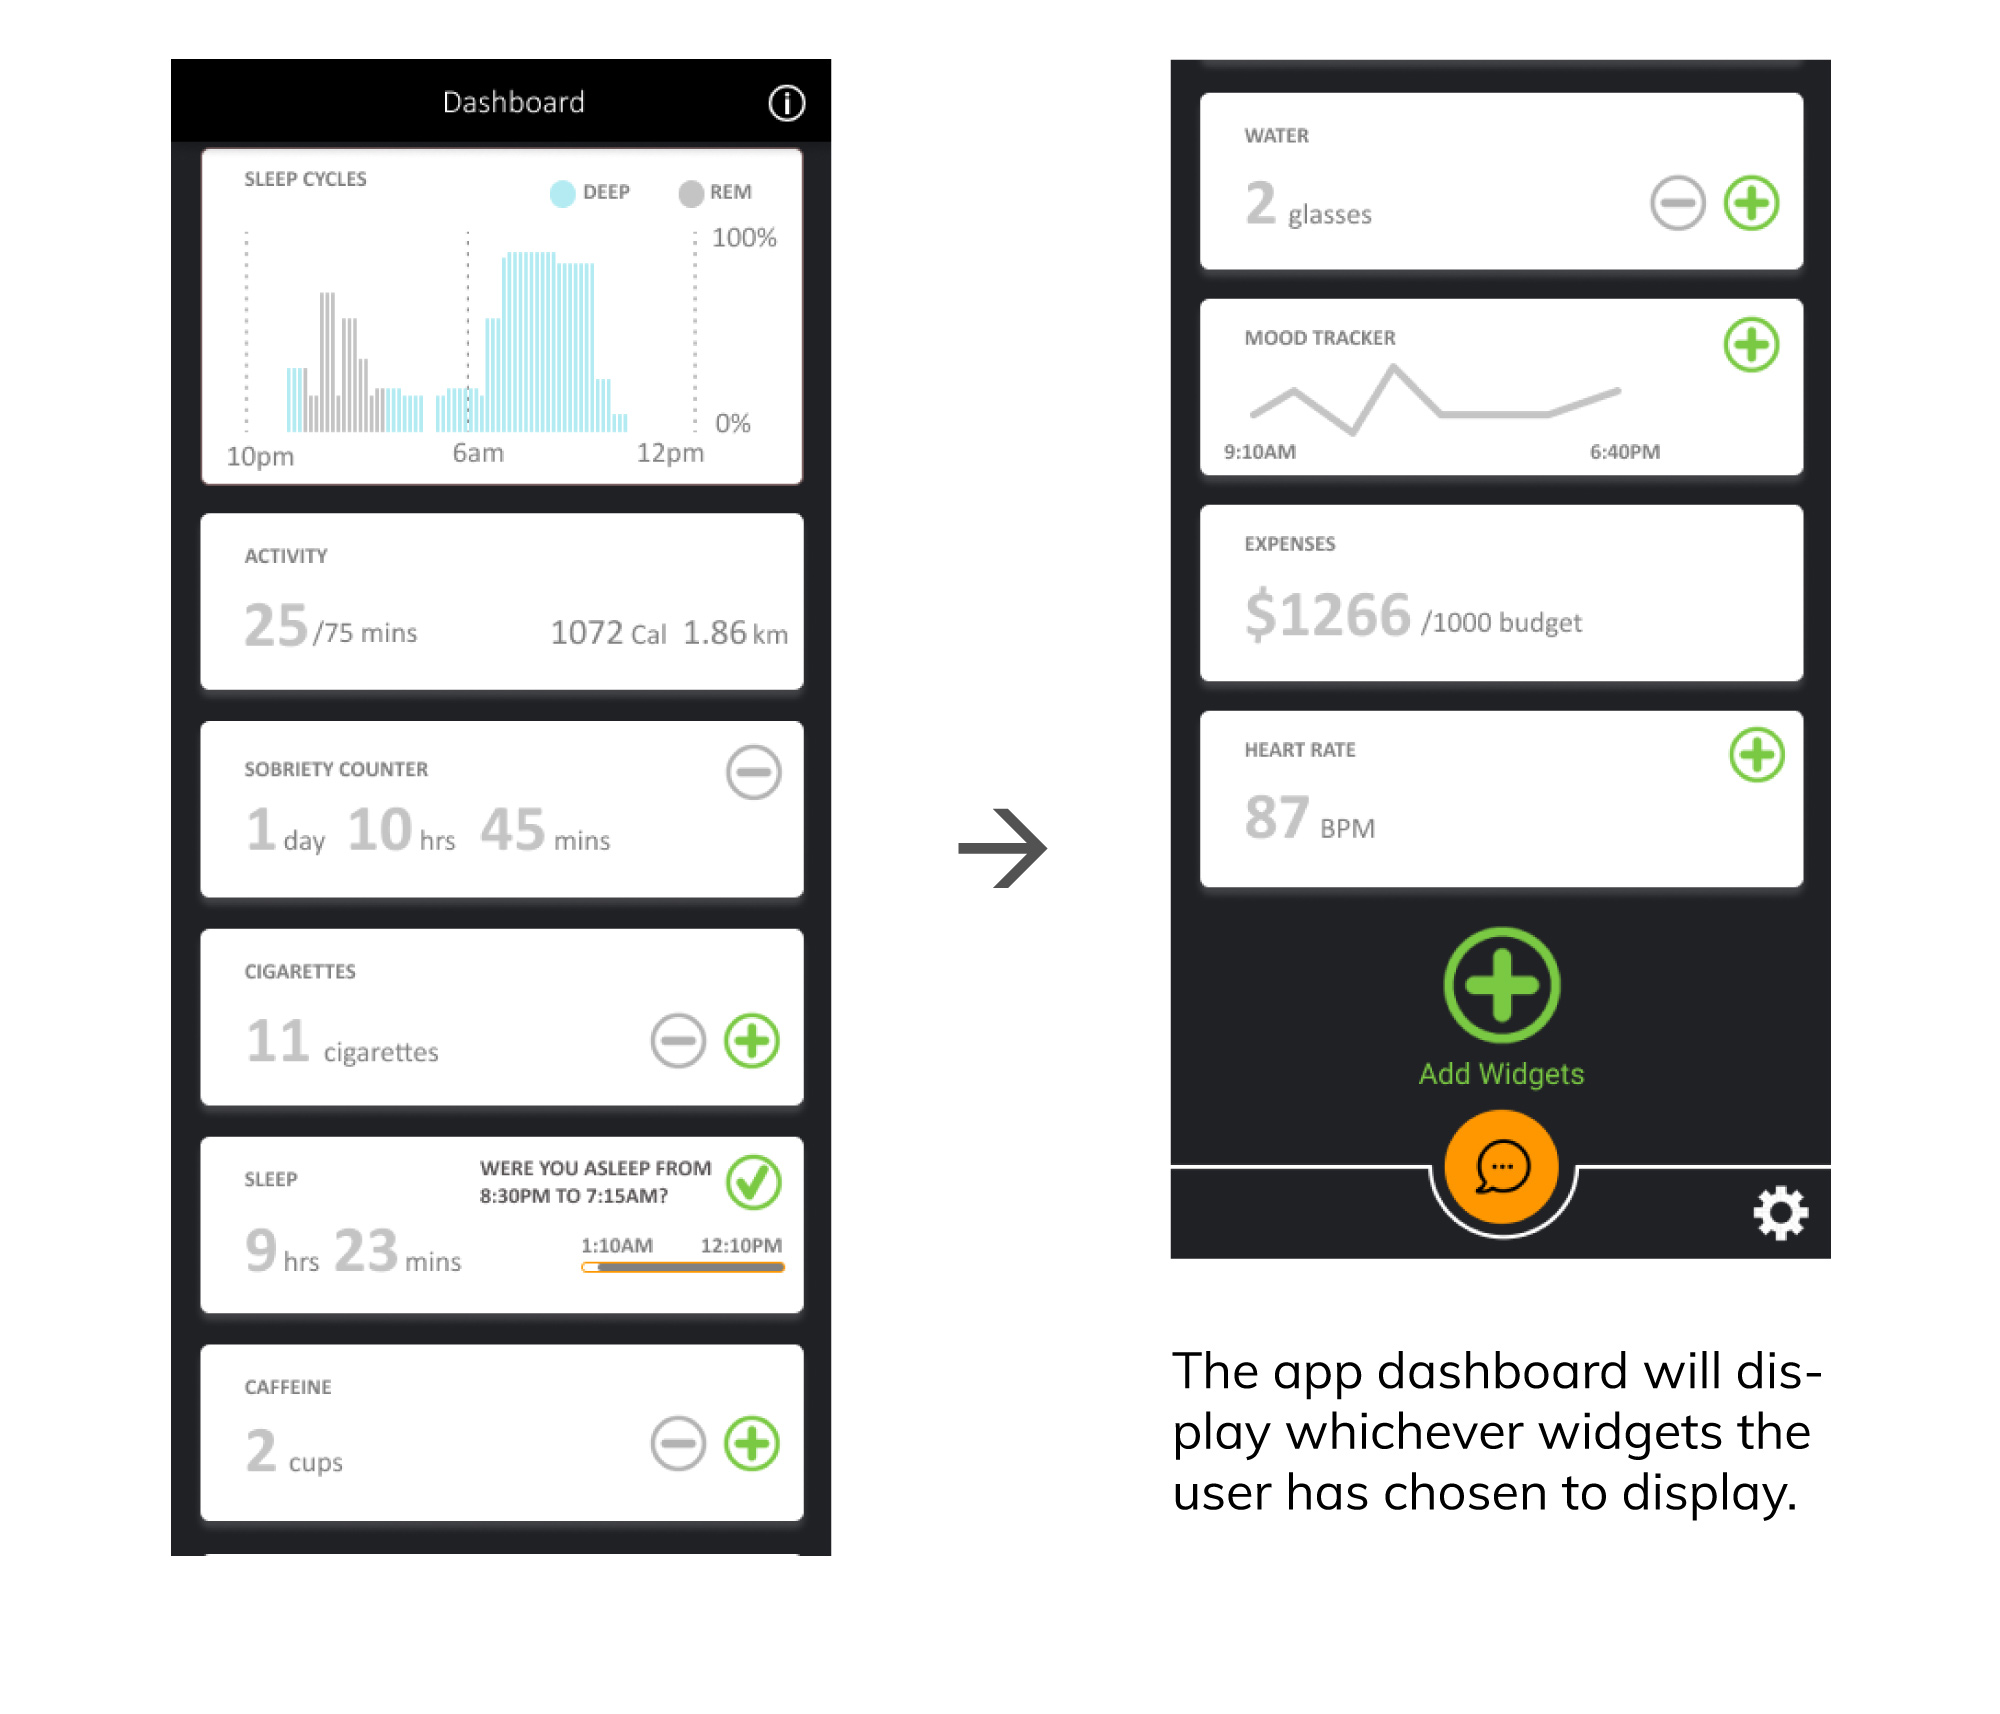 Dashboard
SLEEP CYCLES
DEEP
REM
100%
0%
10pm
6am
12pm
ACTIVITY
25/75 mins
1072 Cal 1.86 km
SOBRIETY COUNTER
1 day 10 hrs 45 mins
CIGARETTES
11 cigarettes
SLEEP
WERE YOU ASLEEP FROM
8:30PM TO 7:15AM?
9 hrs 23 mins
1:10AM
12:10PM
CAFFEINE
2 cups
WATER
2 glasses
MOOD TRACKER
9:10AM
6:40PM
EXPENSES
$1266 /1000 budget
HEART RATE
87 BPM
Add Widgets
The app dashboard will dis-
play whichever widgets the
user has chosen to display.